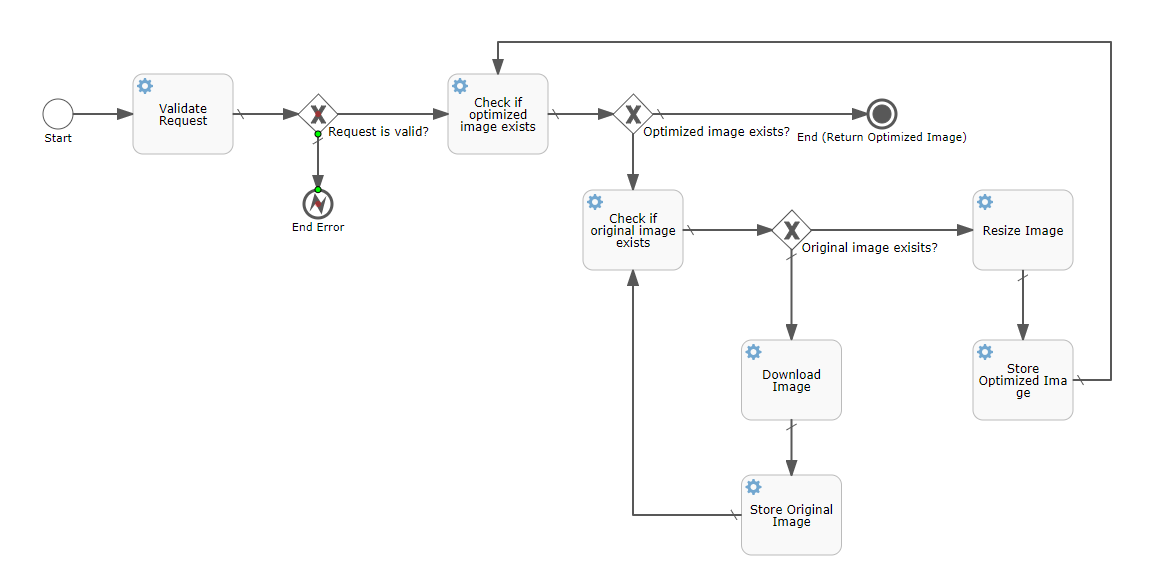 Start
Validate
Request
Request is valid?
End Error
Check if
optimized
image exists
Optimized image exists?
End (Return Optimized Image)
Check if
original image
exists
Original image exisits?
Resize Image
Download
Image
Store
Optimized Ima
ge
Store Original
Image